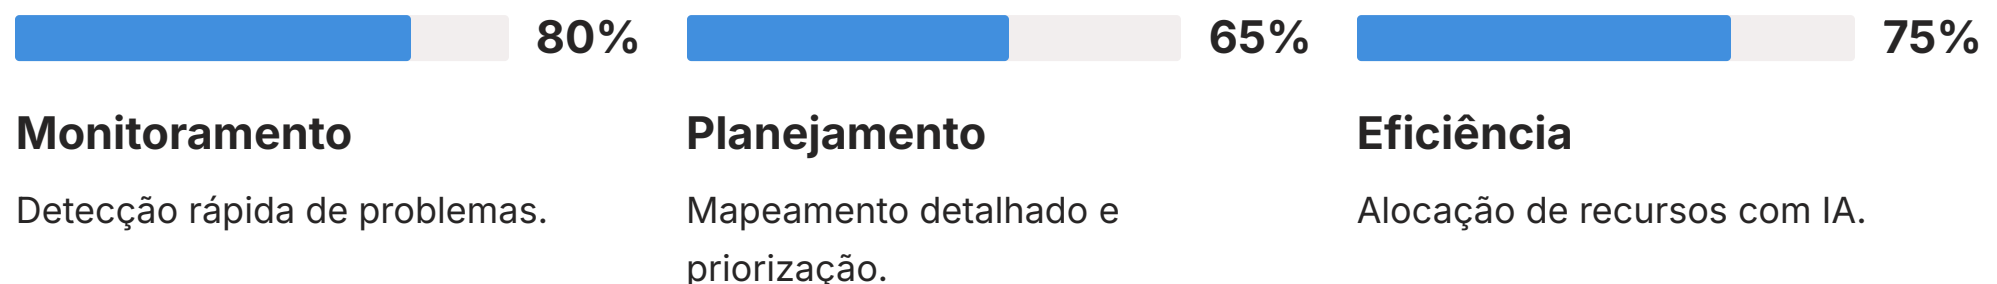 80%
Monitoramento
Detecção rápida de problemas.
65%
Planejamento
Mapeamento detalhado e
priorização.
75%
Eficiência
Alocação de recursos com IA.